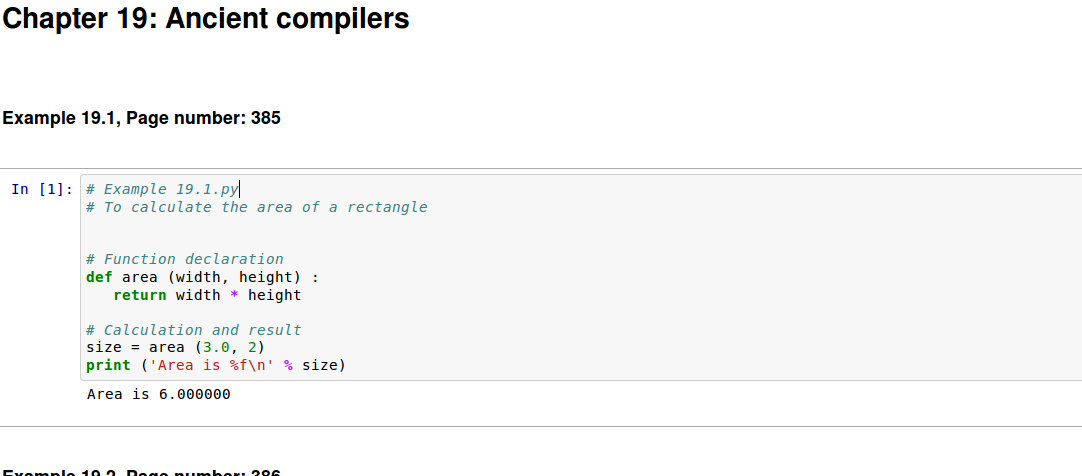 Chapter 19: Ancient compilers
Example 19.1, Page number: 385
In [1]: # Example 19.1.py
# To calculate the area of a rectangle
# Function declaration
def area (width, height) :
return width * height
# Calculation and result
size = area (3.0, 2)
print ('Area is %f\n' % size)
Area is 6.000000
Example 19.2, Page number: 386